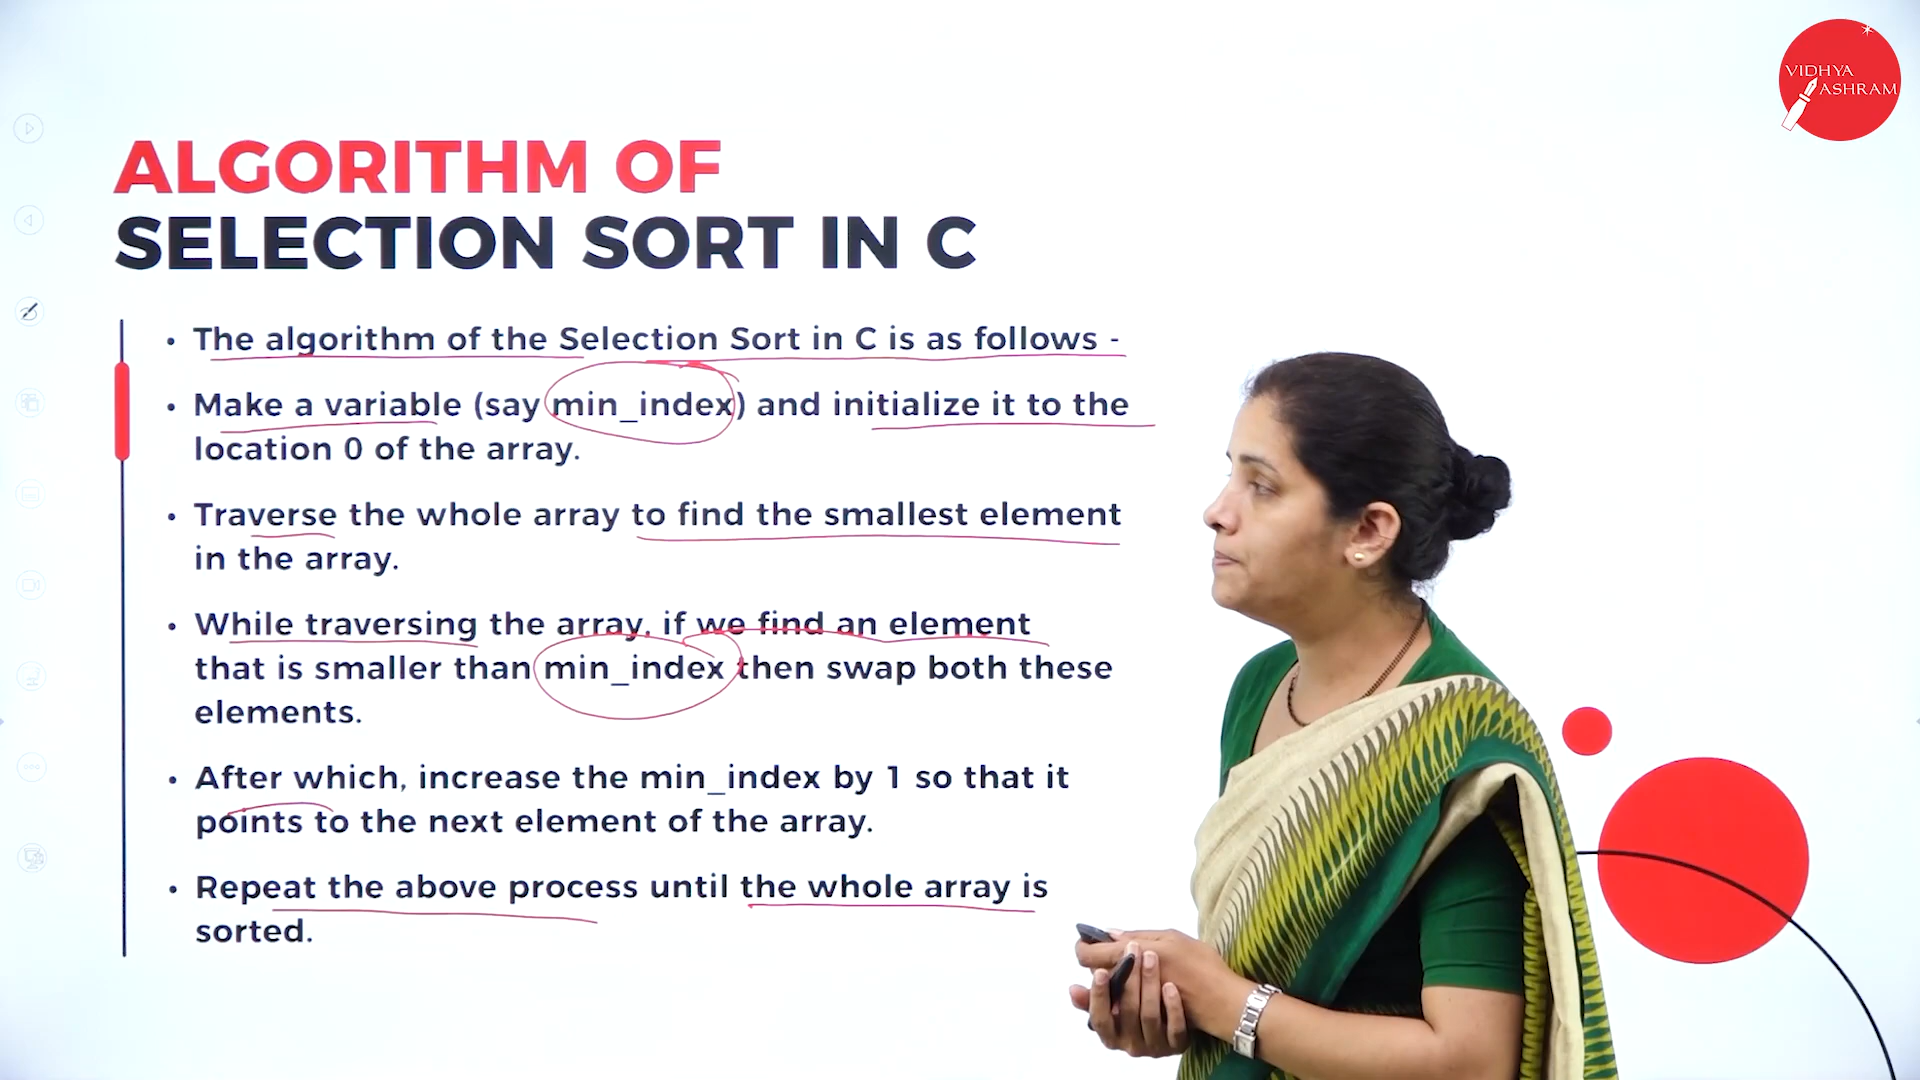 VIDHYA
ASHRAM
ALGORITHM OF
SELECTION SORT IN C
• The algorithm of the Selection Sort in C is as follows -
• Make a variable (say min_index) and initialize it to the
location 0 of the array.
• Traverse the whole array to find the smallest element
in the array.
• While traversing the array, if we find an element
that is smaller than min_index then swap both these
elements.
• After which, increase the min_index by 1 so that it
points to the next element of the array.
• Repeat the above process until the whole array is
sorted.